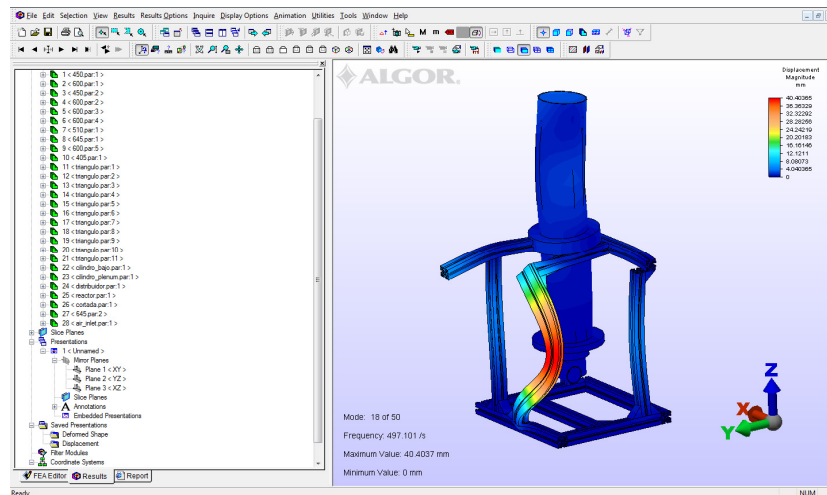 File Edit Selection View Results Results Options Inquire Display Options Animation Utilities Tools Window Help
1 < 450.par:1 >
2 < 600.par:1 >
3 < 450.par:2 >
4 < 600.par:2 >
5 < 600.par:3 >
6 < 600.par:4 >
7 < 510.par:1 >
8 < 645.par:1 >
9 < 600.par:5 >
10 < 405.par:1 >
11 < triangulo.par:1 >
12 < triangulo.par:2 >
13 < triangulo.par:3 >
14 < triangulo.par:4 >
15 < triangulo.par:5 >
16 < triangulo.par:6 >
17 < triangulo.par:7 >
18 < triangulo.par:8 >
19 < triangulo.par:9 >
20 < triangulo.par:10 >
21 < triangulo.par:11 >
22 < cilindro_bajo.par:1 >
23 < cilindro_plenum.par:1 >
24 < distribuidor.par:1 >
25 < reactor.par:1 >
26 < cortada.par:1 >
27 < 645.par:2 >
28 < air_inlet.par:1 >
Slice Planes
Presentations
1 < Unnamed >
Mirror Planes
Plane 1 < XY >
Plane 2 < YZ >
Plane 3 < XZ >
Slice Planes
Annotations
Embedded Presentations
Saved Presentations
Deformed Shape
Displacement
Filter Modules
Coordinate Systems
FEA Editor Results Report
Ready
ALGOR.
Displacement
Magnitude
mm
40.40365
36.36329
32.32292
28.28256
24.24219
20.20183
16.16146
12.1211
8.08073
4.040365
0
Mode: 18 of 50
Frequency: 497.101 /s
Maximum Value: 40.4037 mm
Minimum Value: 0 mm
Z
X
Y
NUM